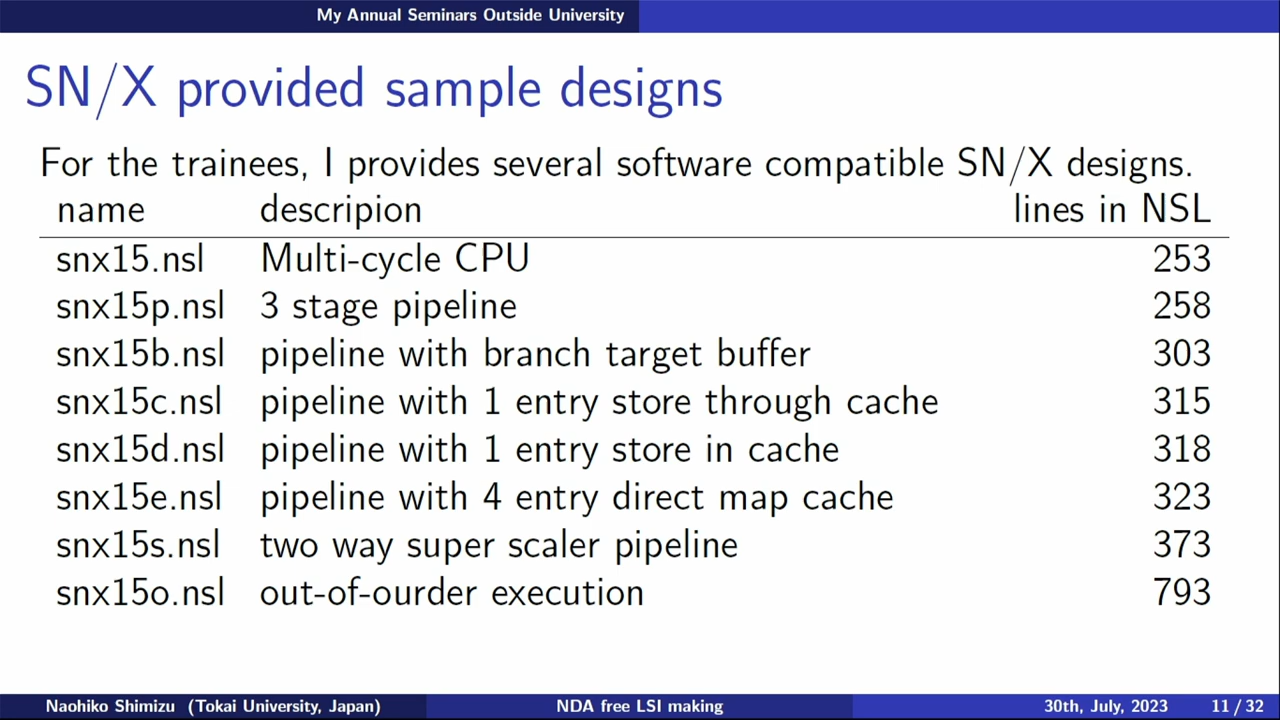 My Annual Seminars Outside University
SN/X provided sample designs
For the trainees, I provides several software compatible SN/X designs.
name descripion lines in NSL
snx15.nsl Multi-cycle CPU 253
snx15p.nsl 3 stage pipeline 258
snx15b.nsl pipeline with branch target buffer 303
snx15c.nsl pipeline with 1 entry store through cache 315
snx15d.nsl pipeline with 1 entry store in cache 318
snx15e.nsl pipeline with 4 entry direct map cache 323
snx15s.nsl two way super scaler pipeline 373
snx15o.nsl out-of-ourder execution 793
Naohiko Shimizu (Tokai University, Japan) NDA free LSI making 30th, July, 2023 11 / 32